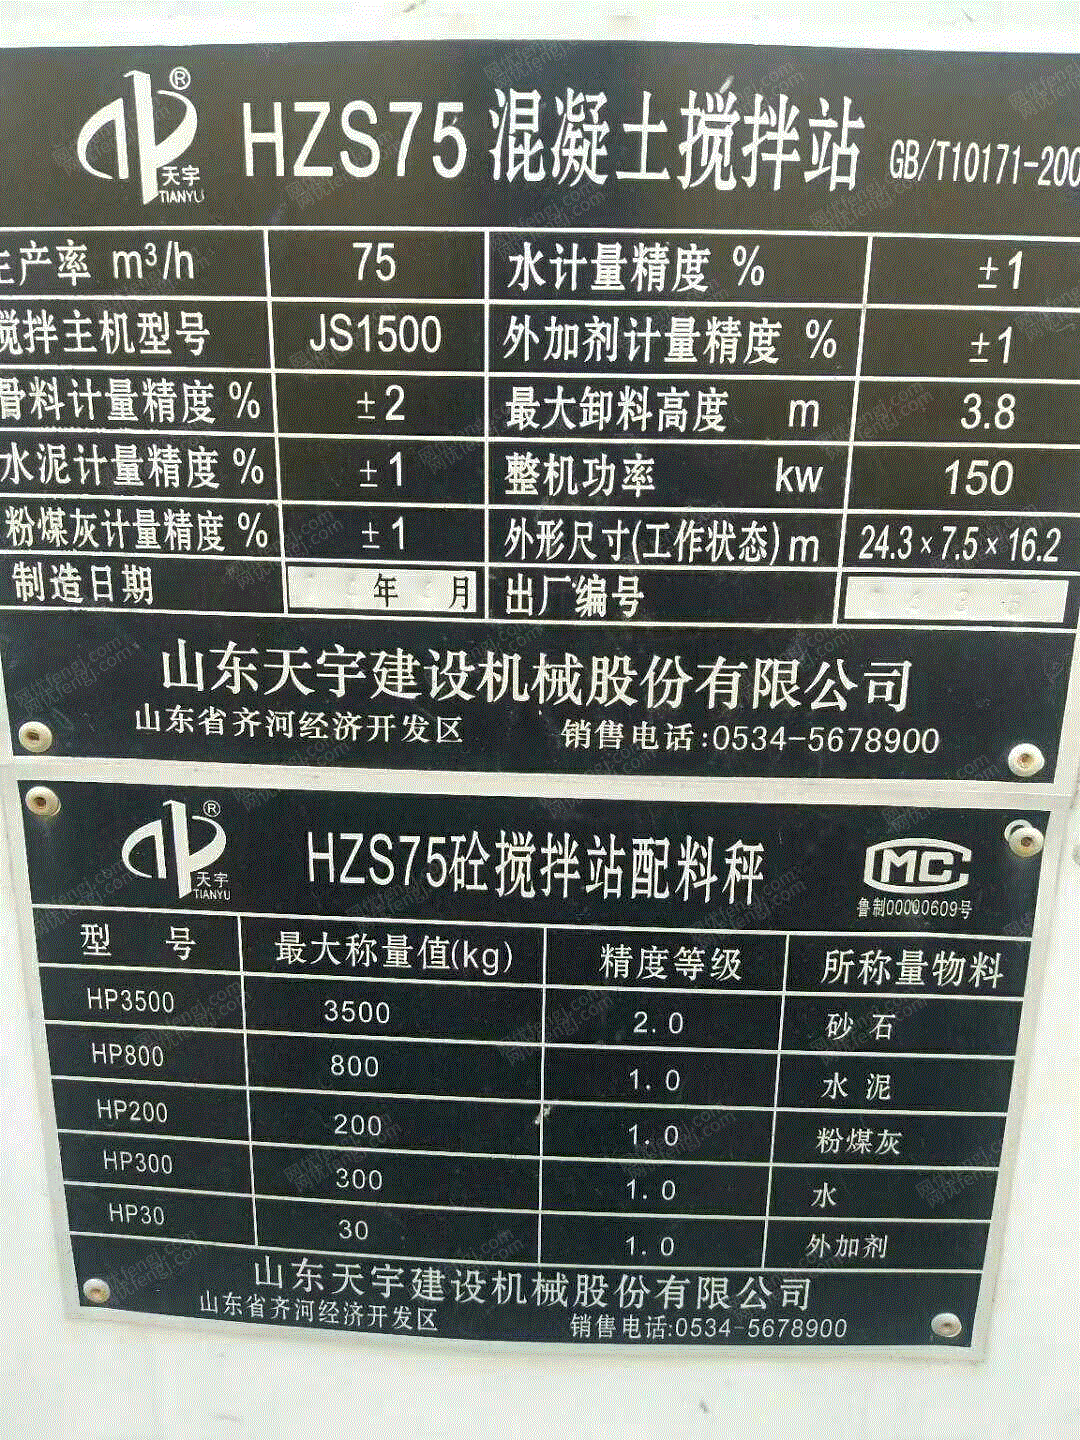 天宇®
TIANYU
HZS75 混凝土搅拌站 GB/T10171-200
生产率 m³/h 75 水计量精度 % ±1
搅拌主机型号 JS1500 外加剂计量精度 % ±1
骨料计量精度 % ±2 最大卸料高度 m 3.8
水泥计量精度 % ±1 整机功率 kw 150
粉煤灰计量精度 % ±1 外形尺寸(工作状态)m 24.3×7.5×16.2
制造日期 年 月 出厂编号
山东天宇建设机械股份有限公司
山东省齐河经济开发区 销售电话:0534-5678900
天宇®
TIANYU
HZS75砼搅拌站配料秤
MC
鲁制00000609号
型 号 最大称量值(kg) 精度等级 所称量物料
HP3500 3500 2.0 砂石
HP800 800 1.0 水泥
HP200 200 1.0 粉煤灰
HP300 300 1.0 水
HP30 30 1.0 外加剂
山东天宇建设机械股份有限公司
山东省齐河经济开发区 销售电话:0534-5678900